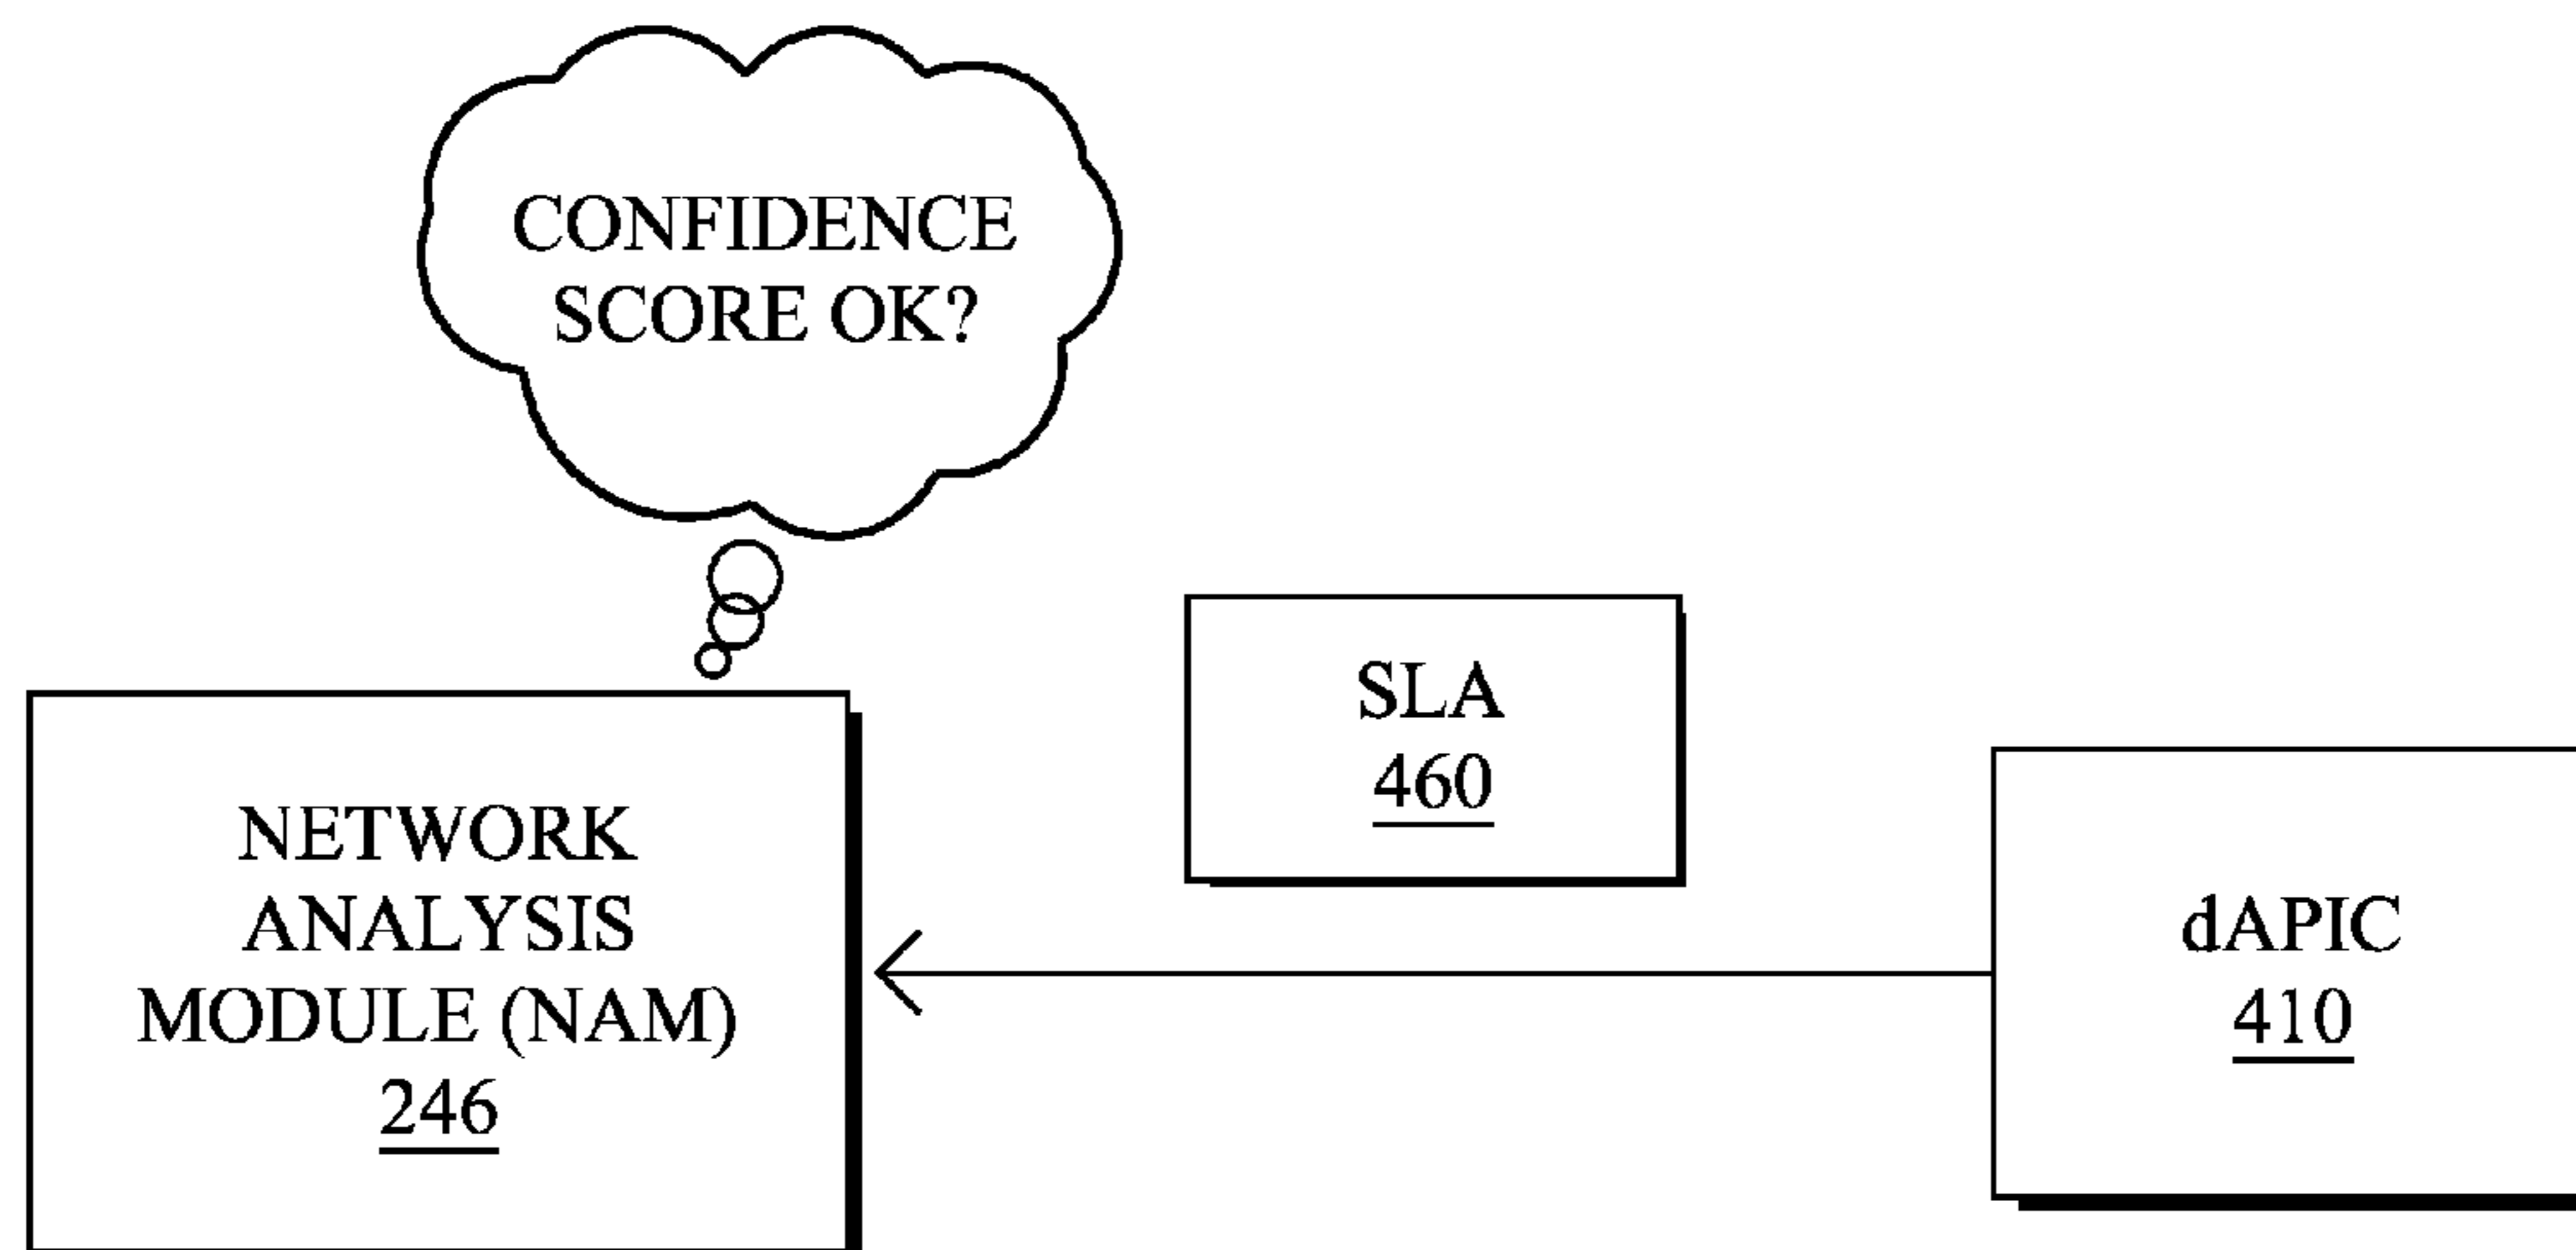 CONFIDENCE
SCORE OK?
SLA
460
NETWORK
ANALYSIS
MODULE (NAM)
246
dAPIC
410